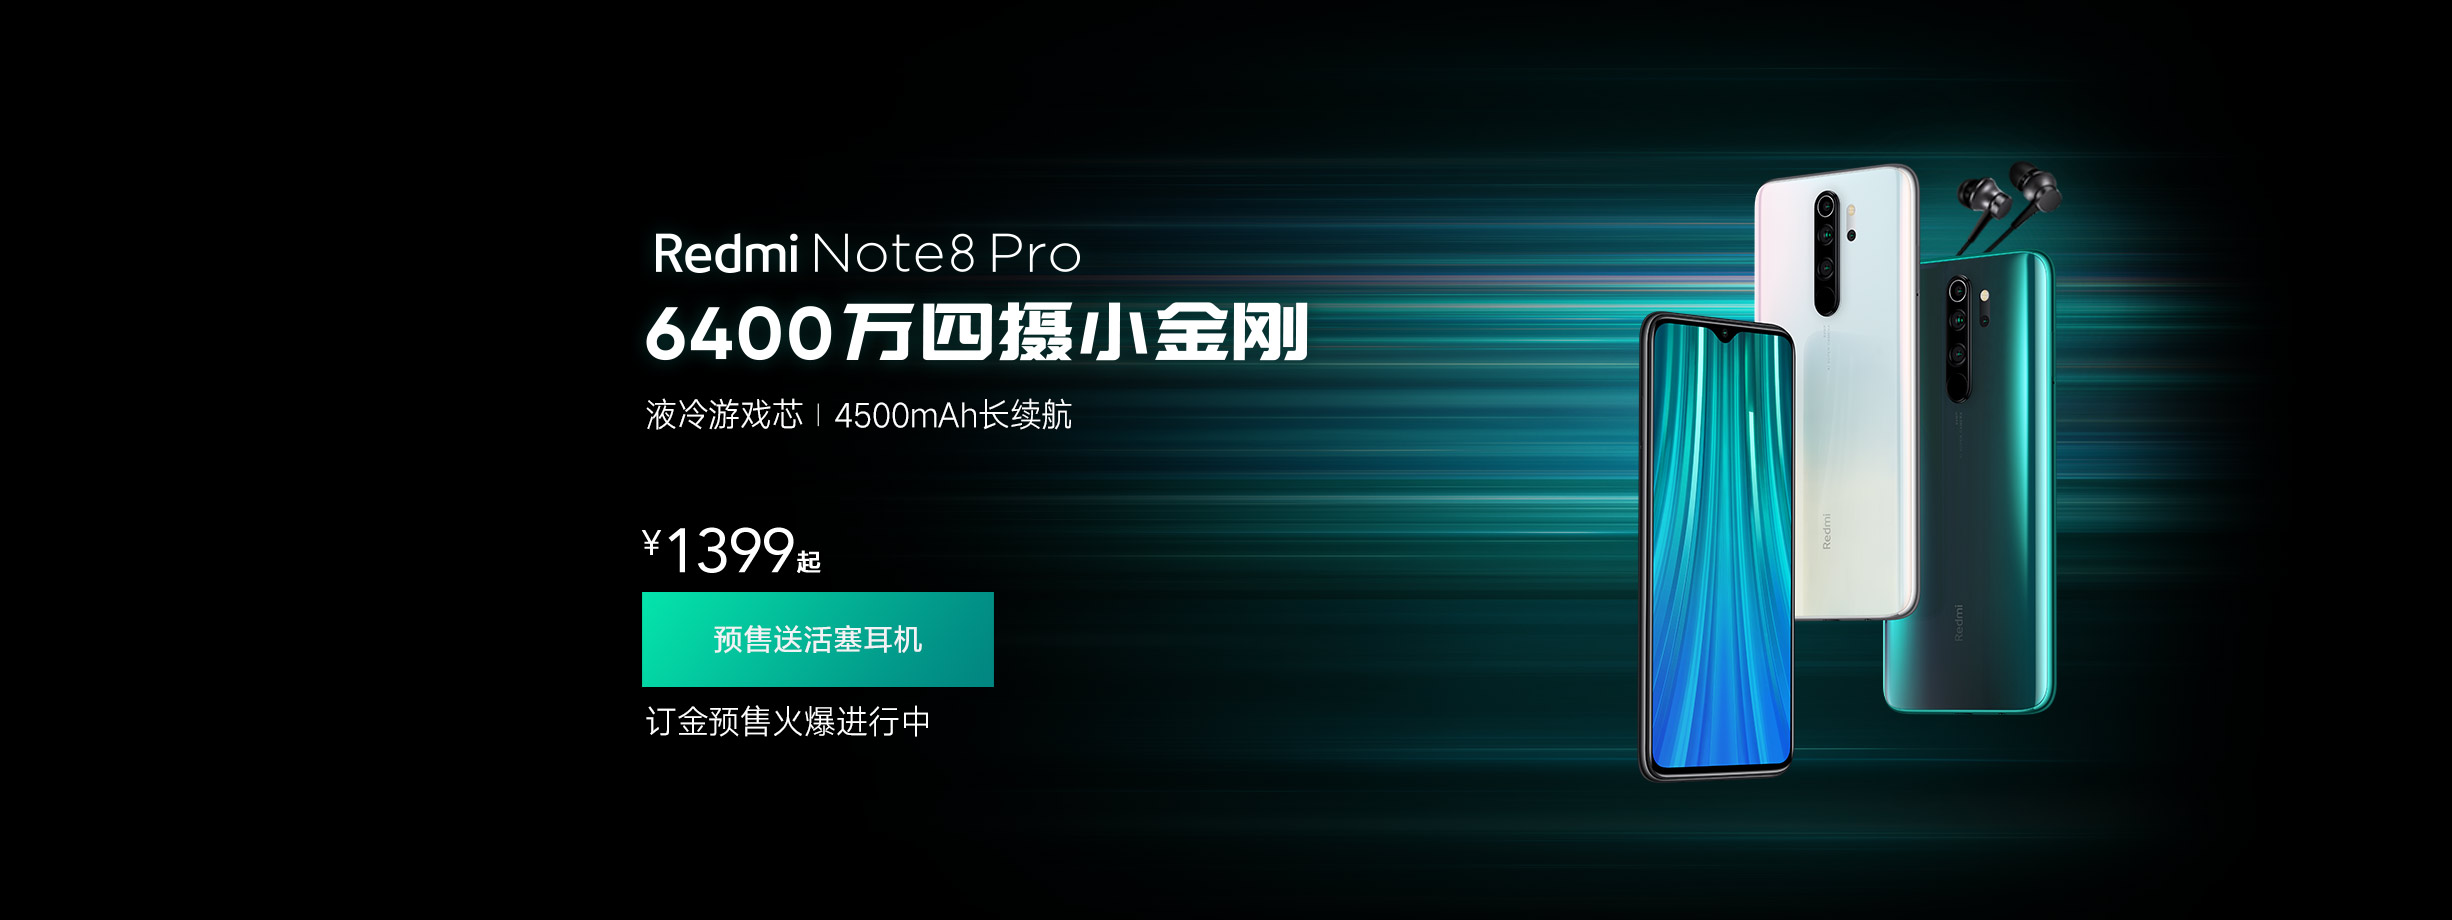 Redmi Note8 Pro
6400万四摄小金刚
液冷游戏芯 | 4500mAh长续航
¥1399起
预售送活塞耳机
订金预售火爆进行中
Redmi
Redmi